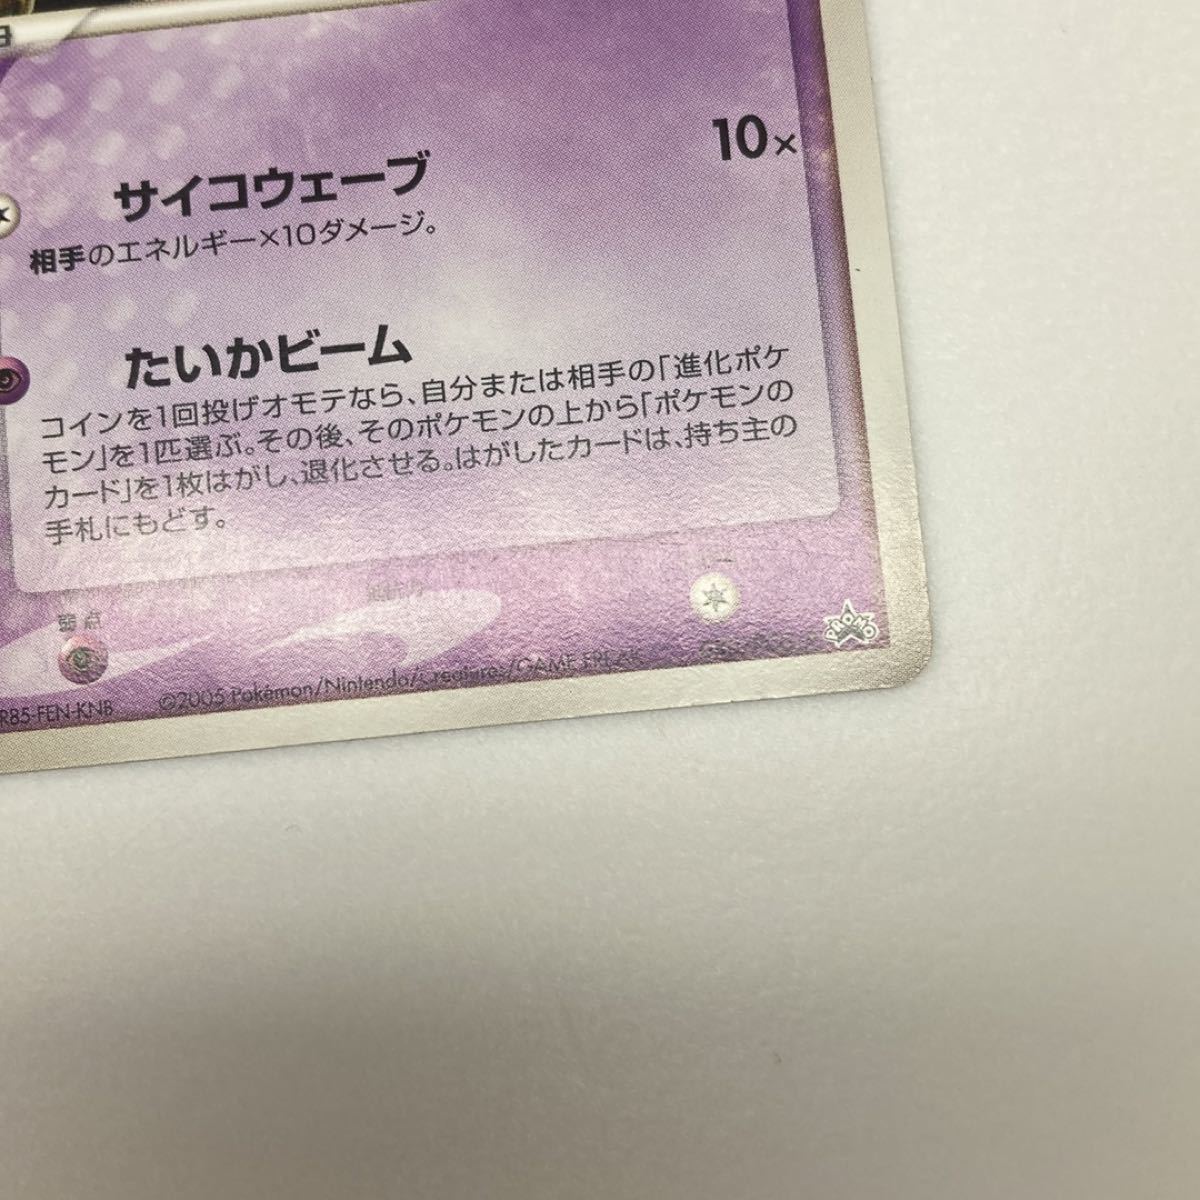 サイコウェーブ 10×
相手のエネルギー×10ダメージ。
たいかビーム
コインを1回投げオモテなら、自分または相手の「進化ポケ
モン」を1匹選ぶ。その後、そのポケモンの上から「ポケモンの
カード」を1枚はがし、退化させる。はがしたカードは、持ち主の
手札にもどす。
弱点 抵抗力
R85-FEN-KNB ©2005 Pokémon/Nintendo/Creatures/GAME FREAK PROMO